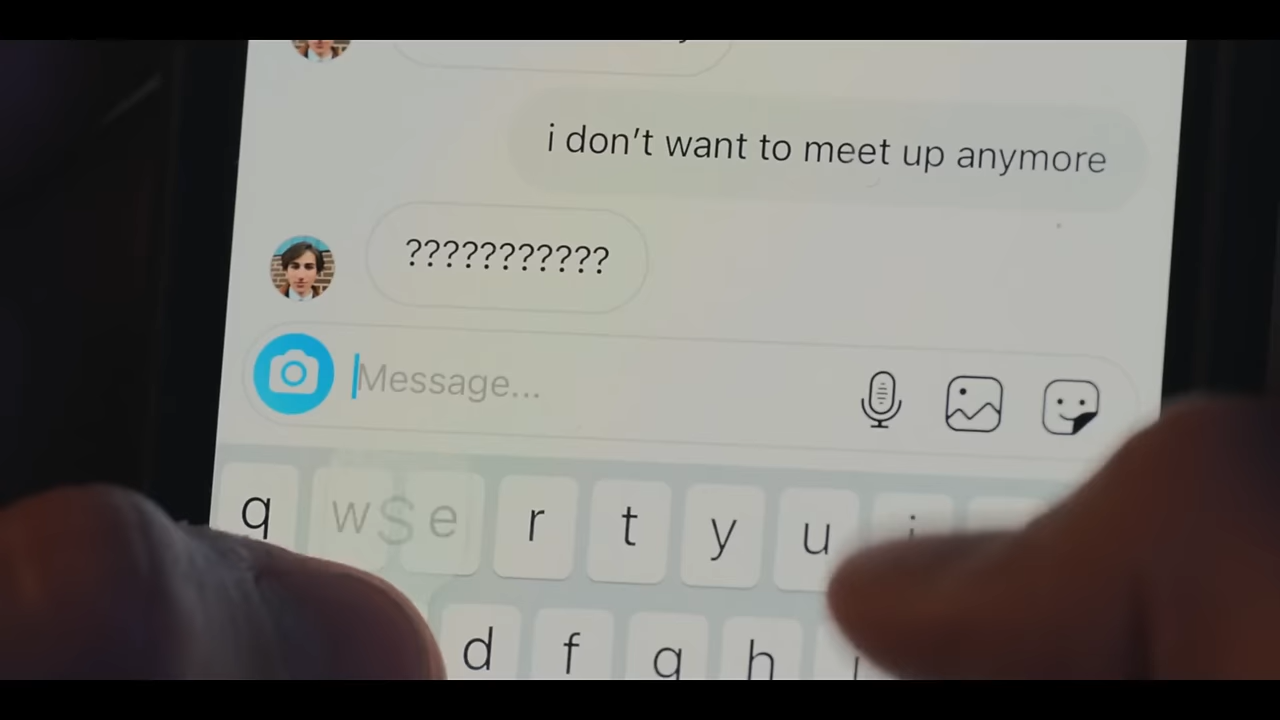 i don't want to meet up anymore
???????????
Message...
q w S e r t y u i
d f g h